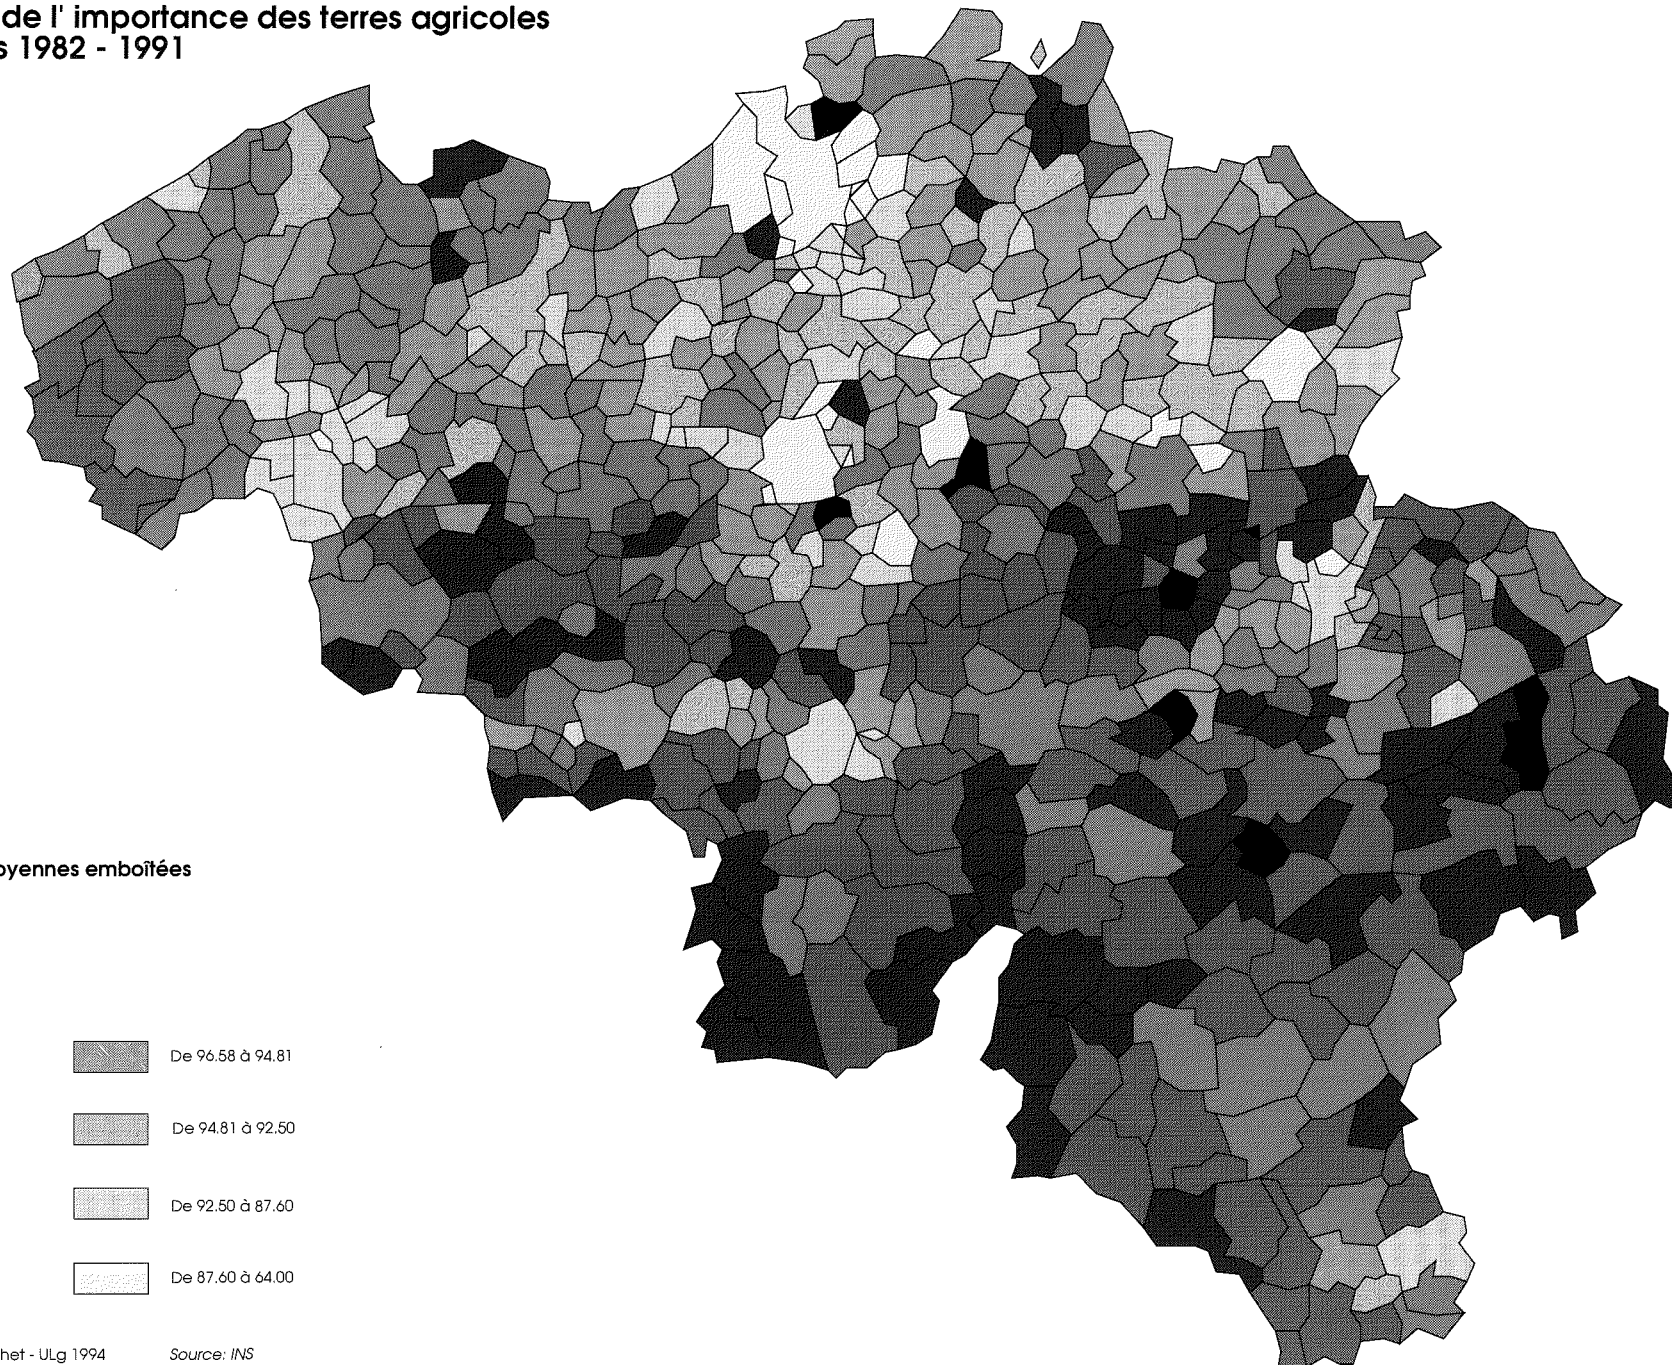 de l' importance des terres agricoles
s 1982 - 1991
oyennes emboîtées
De 96.58 à 94.81
De 94.81 à 92.50
De 92.50 à 87.60
De 87.60 à 64.00
het - ULg 1994 Source: INS